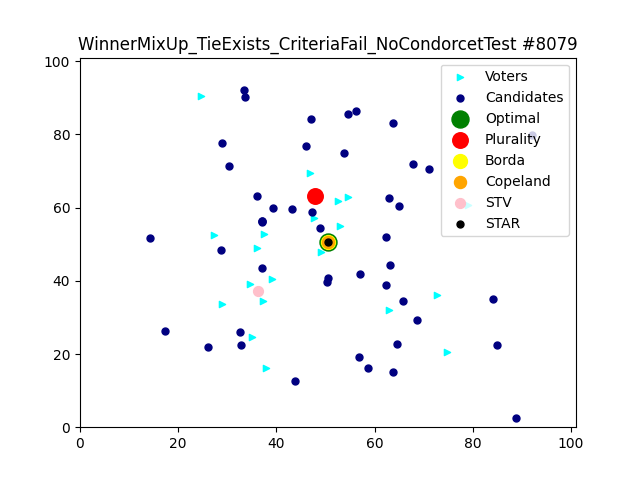 WinnerMixUp_TieExists_CriteriaFail_NoCondorcetTest #8079
100
80
60
40
20
0
0 20 40 60 80 100
Voters
Candidates
Optimal
Plurality
Borda
Copeland
STV
STAR